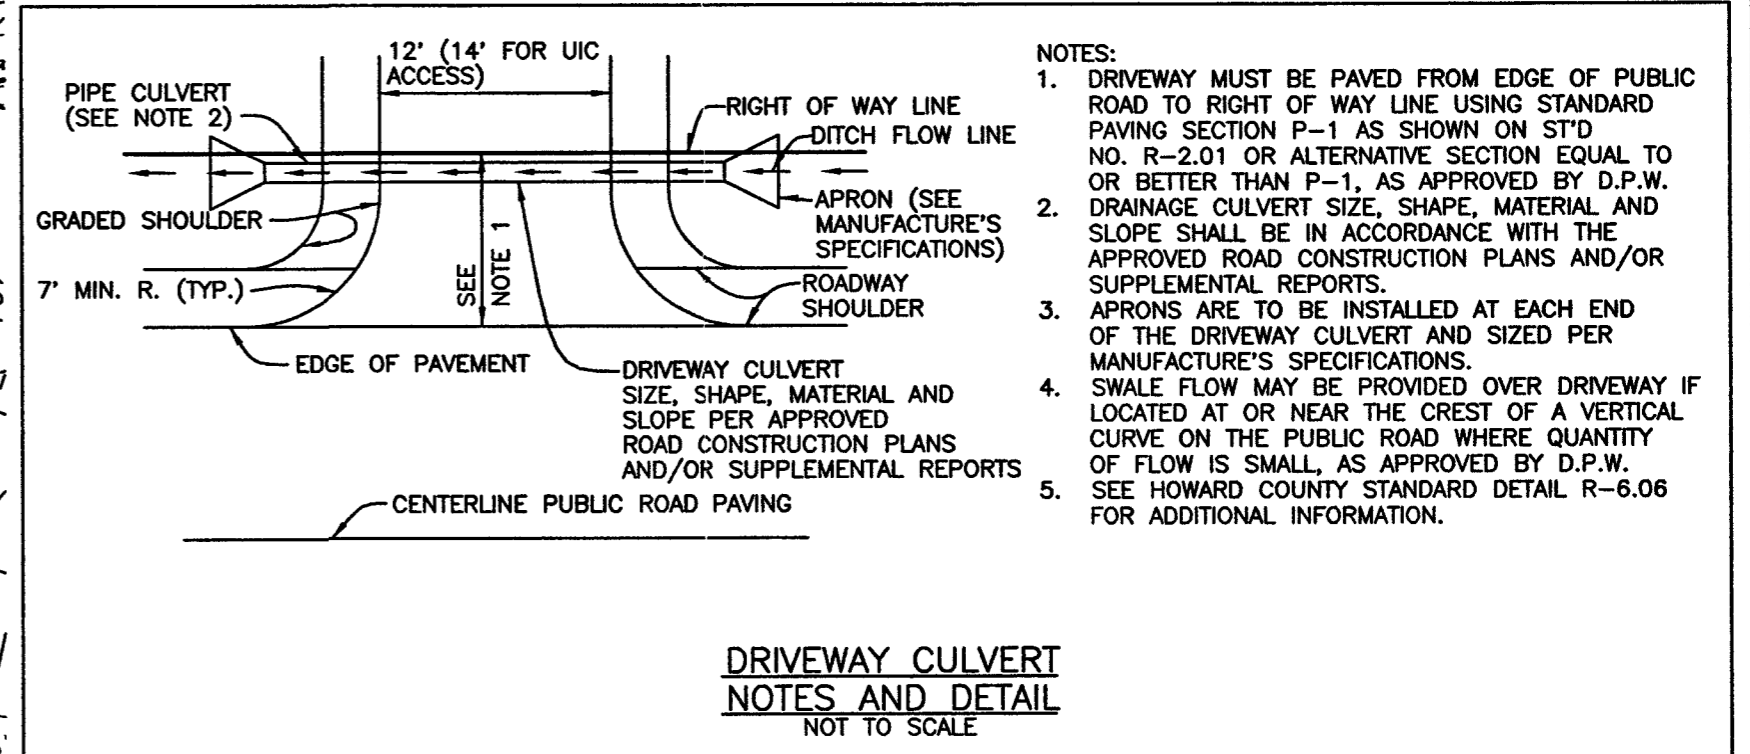 12' (14' FOR UIC
ACCESS)
PIPE CULVERT
(SEE NOTE 2)
RIGHT OF WAY LINE
DITCH FLOW LINE
GRADED SHOULDER
APRON (SEE
MANUFACTURE'S
SPECIFICATIONS)
SEE
NOTE 1
7' MIN. R. (TYP.)
ROADWAY
SHOULDER
EDGE OF PAVEMENT
DRIVEWAY CULVERT
SIZE, SHAPE, MATERIAL AND
SLOPE PER APPROVED
ROAD CONSTRUCTION PLANS
AND/OR SUPPLEMENTAL REPORTS
CENTERLINE PUBLIC ROAD PAVING
NOTES:
1. DRIVEWAY MUST BE PAVED FROM EDGE OF PUBLIC
ROAD TO RIGHT OF WAY LINE USING STANDARD
PAVING SECTION P-1 AS SHOWN ON ST'D
NO. R-2.01 OR ALTERNATIVE SECTION EQUAL TO
OR BETTER THAN P-1, AS APPROVED BY D.P.W.
2. DRAINAGE CULVERT SIZE, SHAPE, MATERIAL AND
SLOPE SHALL BE IN ACCORDANCE WITH THE
APPROVED ROAD CONSTRUCTION PLANS AND/OR
SUPPLEMENTAL REPORTS.
3. APRONS ARE TO BE INSTALLED AT EACH END
OF THE DRIVEWAY CULVERT AND SIZED PER
MANUFACTURE'S SPECIFICATIONS.
4. SWALE FLOW MAY BE PROVIDED OVER DRIVEWAY IF
LOCATED AT OR NEAR THE CREST OF A VERTICAL
CURVE ON THE PUBLIC ROAD WHERE QUANTITY
OF FLOW IS SMALL, AS APPROVED BY D.P.W.
5. SEE HOWARD COUNTY STANDARD DETAIL R-6.06
FOR ADDITIONAL INFORMATION.
DRIVEWAY CULVERT
NOTES AND DETAIL
NOT TO SCALE